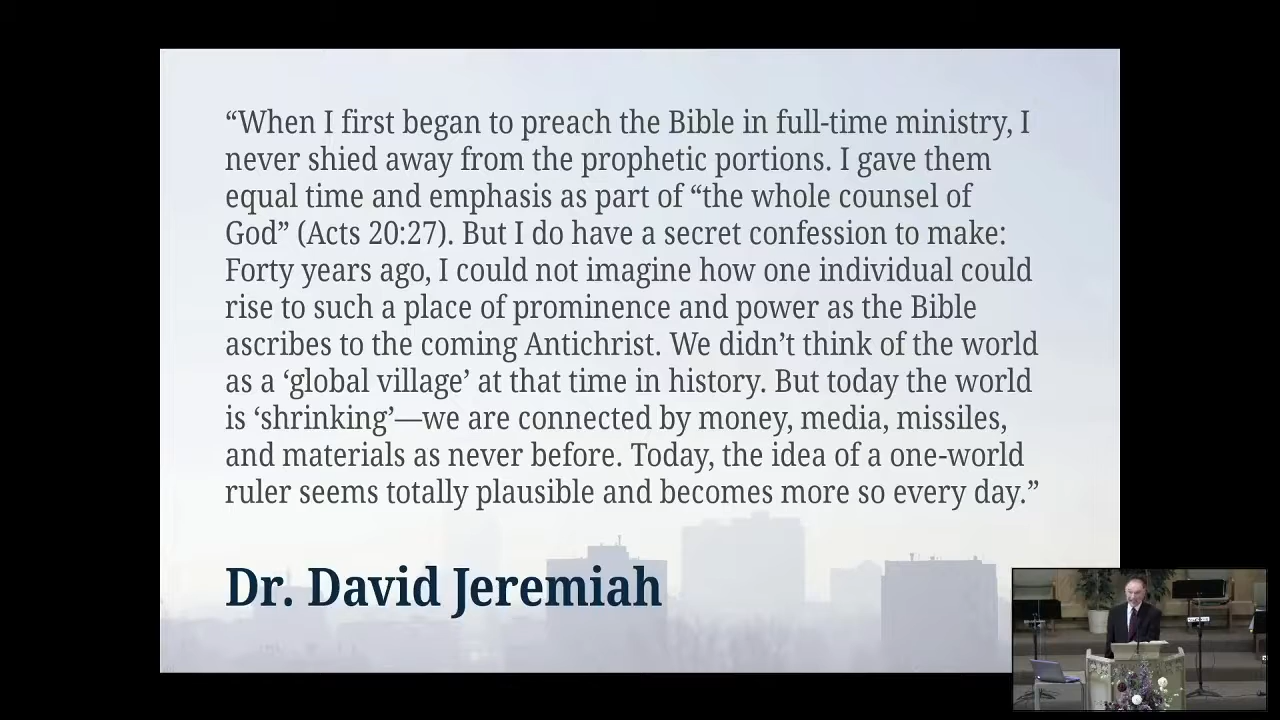 “When I first began to preach the Bible in full-time ministry, I
never shied away from the prophetic portions. I gave them
equal time and emphasis as part of “the whole counsel of
God” (Acts 20:27). But I do have a secret confession to make:
Forty years ago, I could not imagine how one individual could
rise to such a place of prominence and power as the Bible
ascribes to the coming Antichrist. We didn’t think of the world
as a ‘global village’ at that time in history. But today the world
is ‘shrinking’—we are connected by money, media, missiles,
and materials as never before. Today, the idea of a one-world
ruler seems totally plausible and becomes more so every day.”
Dr. David Jeremiah